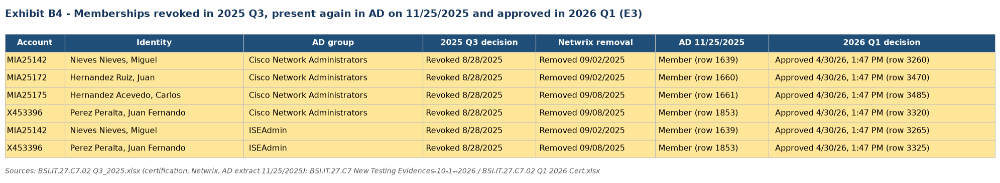 Exhibit B4 - Memberships revoked in 2025 Q3, present again in AD on 11/25/2025 and approved in 2026 Q1 (E3)
Account Identity AD group 2025 Q3 decision Netwrix removal AD 11/25/2025 2026 Q1 decision
MIA25142 Nieves Nieves, Miguel Cisco Network Administrators Revoked 8/28/2025 Removed 09/02/2025 Member (row 1639) Approved 4/30/26, 1:47 PM (row 3260)
MIA25172 Hernandez Ruiz, Juan Cisco Network Administrators Revoked 8/28/2025 Removed 09/02/2025 Member (row 1660) Approved 4/30/26, 1:47 PM (row 3470)
MIA25175 Hernandez Acevedo, Carlos Cisco Network Administrators Revoked 8/28/2025 Removed 09/08/2025 Member (row 1661) Approved 4/30/26, 1:47 PM (row 3485)
X453396 Perez Peralta, Juan Fernando Cisco Network Administrators Revoked 8/28/2025 Removed 09/08/2025 Member (row 1853) Approved 4/30/26, 1:47 PM (row 3320)
MIA25142 Nieves Nieves, Miguel ISEAdmin Revoked 8/28/2025 Removed 09/02/2025 Member (row 1639) Approved 4/30/26, 1:47 PM (row 3265)
X453396 Perez Peralta, Juan Fernando ISEAdmin Revoked 8/28/2025 Removed 09/08/2025 Member (row 1853) Approved 4/30/26, 1:47 PM (row 3325)
Sources: BSI.IT.27.C7.02 Q3_2025.xlsx (certification, Netwrix, AD extract 11/25/2025); BSI.IT.27.C7 New Testing Evidences-10-1--2026 / BSI.IT.27.C7.02 Q1 2026 Cert.xlsx